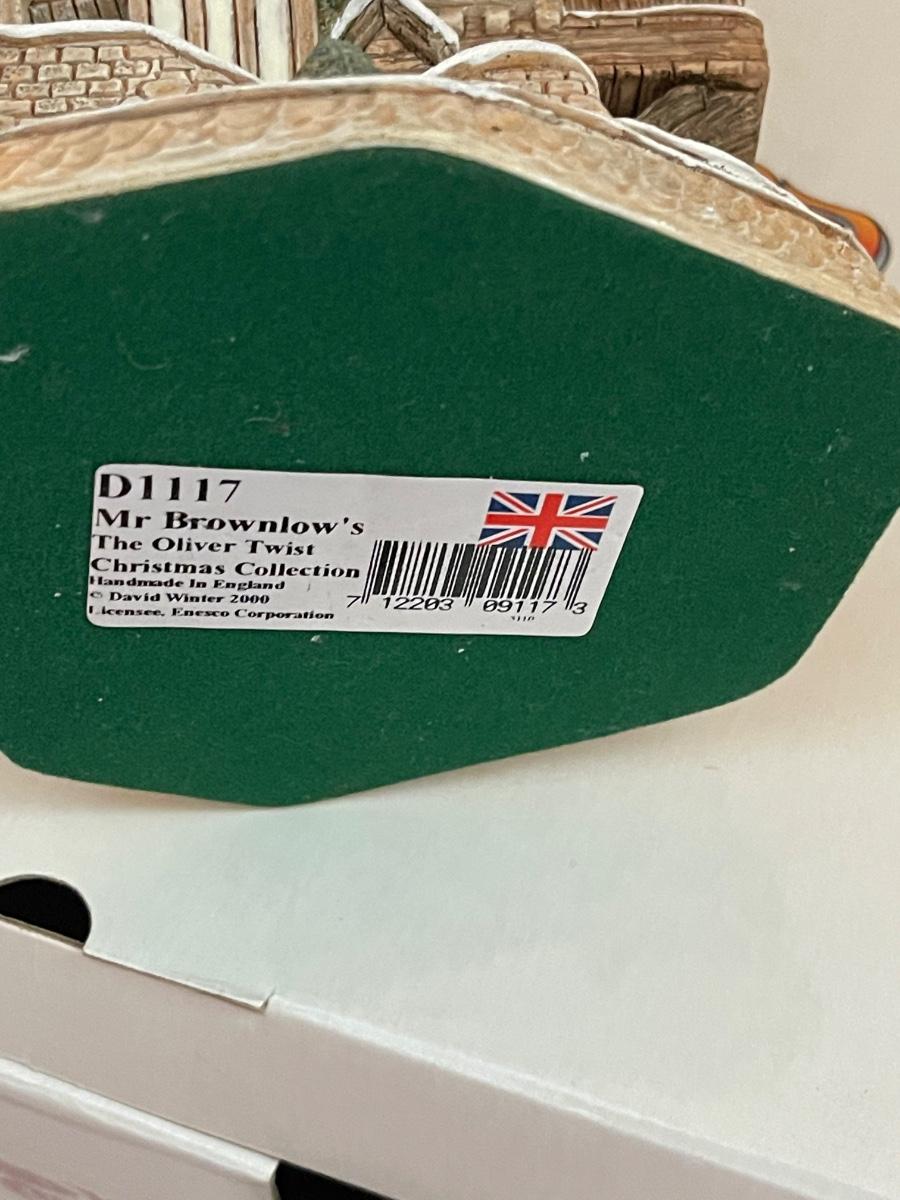 D1117
Mr Brownlow's
The Oliver Twist
Christmas Collection
Handmade In England
© David Winter 2000
Licensee, Enesco Corporation
7 12203 09117 3